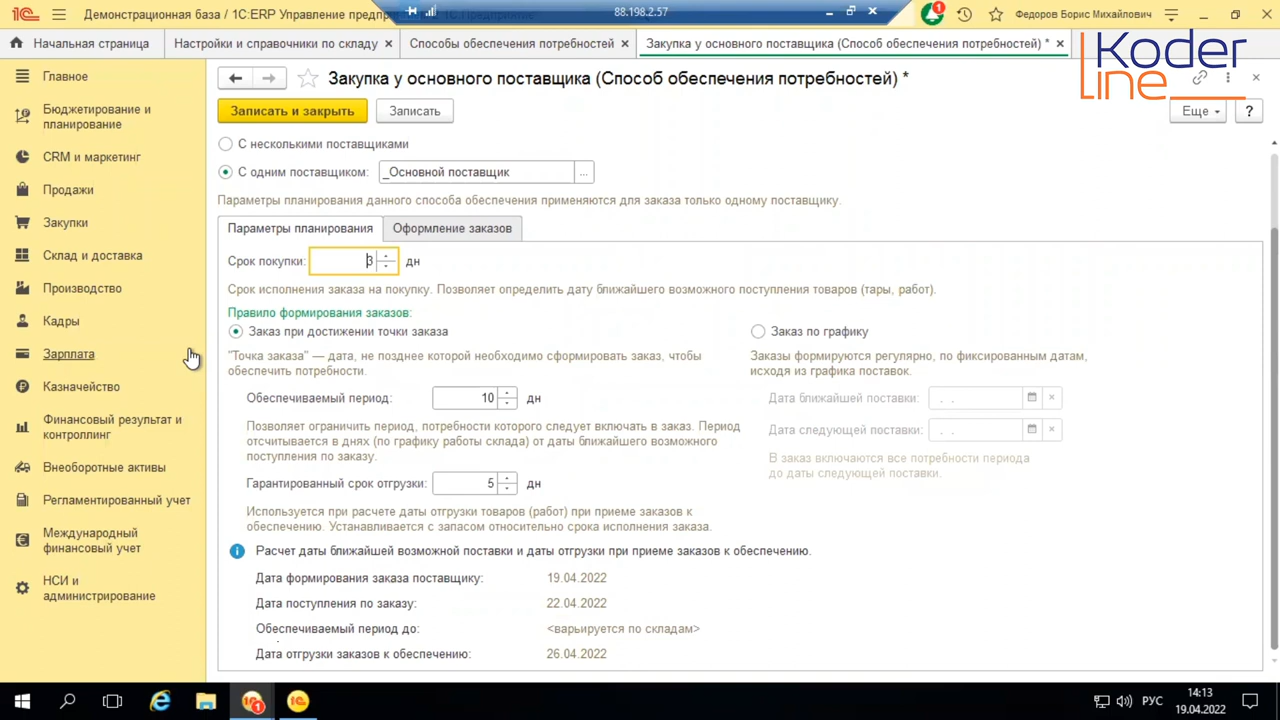 Демонстрационная база / 1С:ERP Управление предпр
88.198.2.57
Федоров Борис Михайлович
Начальная страница
Настройки и справочники по складу
Способы обеспечения потребностей
Закупка у основного поставщика (Способ обеспечения потребностей) *
Koder
line
Главное
Бюджетирование и
планирование
CRM и маркетинг
Продажи
Закупки
Склад и доставка
Производство
Кадры
Зарплата
Казначейство
Финансовый результат и
контроллинг
Внеоборотные активы
Регламентированный учет
Международный
финансовый учет
НСИ и
администрирование
Закупка у основного поставщика (Способ обеспечения потребностей) *
Записать и закрыть
Записать
Еще
?
С несколькими поставщиками
С одним поставщиком:
_Основной поставщик
...
Параметры планирования данного способа обеспечения применяются для заказа только одному поставщику.
Параметры планирования
Оформление заказов
Срок покупки: 3 дн
Срок исполнения заказа на покупку. Позволяет определить дату ближайшего возможного поступления товаров (тары, работ).
Правило формирования заказов:
Заказ при достижении точки заказа
"Точка заказа" — дата, не позднее которой необходимо сформировать заказ, чтобы
обеспечить потребности.
Обеспечиваемый период: 10 дн
Позволяет ограничить период, потребности которого следует включать в заказ. Период
отсчитывается в днях (по графику работы склада) от даты ближайшего возможного
поступления по заказу.
Гарантированный срок отгрузки: 5 дн
Используется при расчете даты отгрузки товаров (работ) при приеме заказов к
обеспечению. Устанавливается с запасом относительно срока исполнения заказа.
Заказ по графику
Заказы формируются регулярно, по фиксированным датам,
исходя из графика поставок.
Дата ближайшей поставки: . .
Дата следующей поставки: . .
В заказ включаются все потребности периода
до даты следующей поставки.
Расчет даты ближайшей возможной поставки и даты отгрузки при приеме заказов к обеспечению.
Дата формирования заказа поставщику: 19.04.2022
Дата поступления по заказу: 22.04.2022
Обеспечиваемый период до: <варьируется по складам>
Дата отгрузки заказов к обеспечению: 26.04.2022
РУС
14:13
19.04.2022